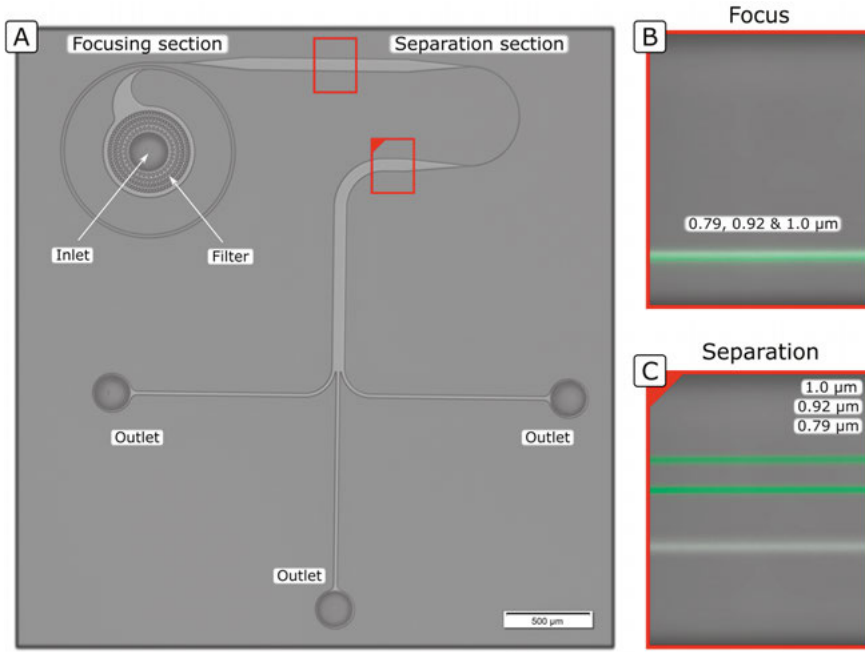 A
Focusing section
Separation section
Inlet
Filter
Outlet
Outlet
Outlet
500 µm
B
Focus
0.79, 0.92 & 1.0 µm
C
Separation
1.0 µm
0.92 µm
0.79 µm